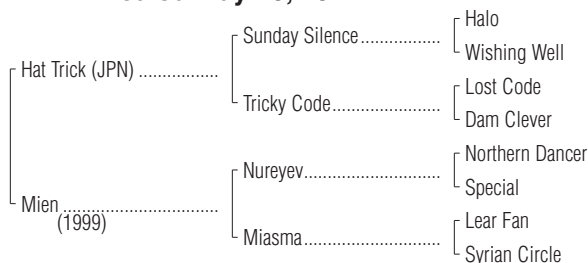 Halo
Sunday Silence.....................
Wishing Well
Hat Trick (JPN) .................
Lost Code
Tricky Code............................
Dam Clever
Northern Dancer
Nureyev...................................
Special
Mien .................................
(1999)
Lear Fan
Miasma ...................................
Syrian Circle